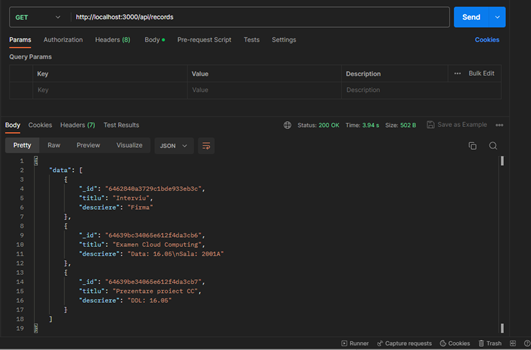 GET http://localhost:3000/api/records Send
Params Authorization Headers (8) Body Pre-request Script Tests Settings Cookies
Query Params
Key Value Description Bulk Edit
Key Value Description
Body Cookies Headers (7) Test Results Status: 200 OK Time: 3.94 s Size: 502 B Save as Example
Pretty Raw Preview Visualize JSON
1 {
2 "data": [
3 {
4 "_id": "6462840a3729c1bde933eb3c",
5 "titlu": "Interviu",
6 "descriere": "Firma"
7 },
8 {
9 "_id": "64639bc34065e612f4da3cb6",
10 "titlu": "Examen Cloud Computing",
11 "descriere": "Data: 16.05\nSala: 2001A"
12 },
13 {
14 "_id": "64639be34065e612f4da3cb7",
15 "titlu": "Prezentare proiect CC",
16 "descriere": "DDL: 16.05"
17 }
18 ]
19 }
Runner Capture requests Cookies Trash